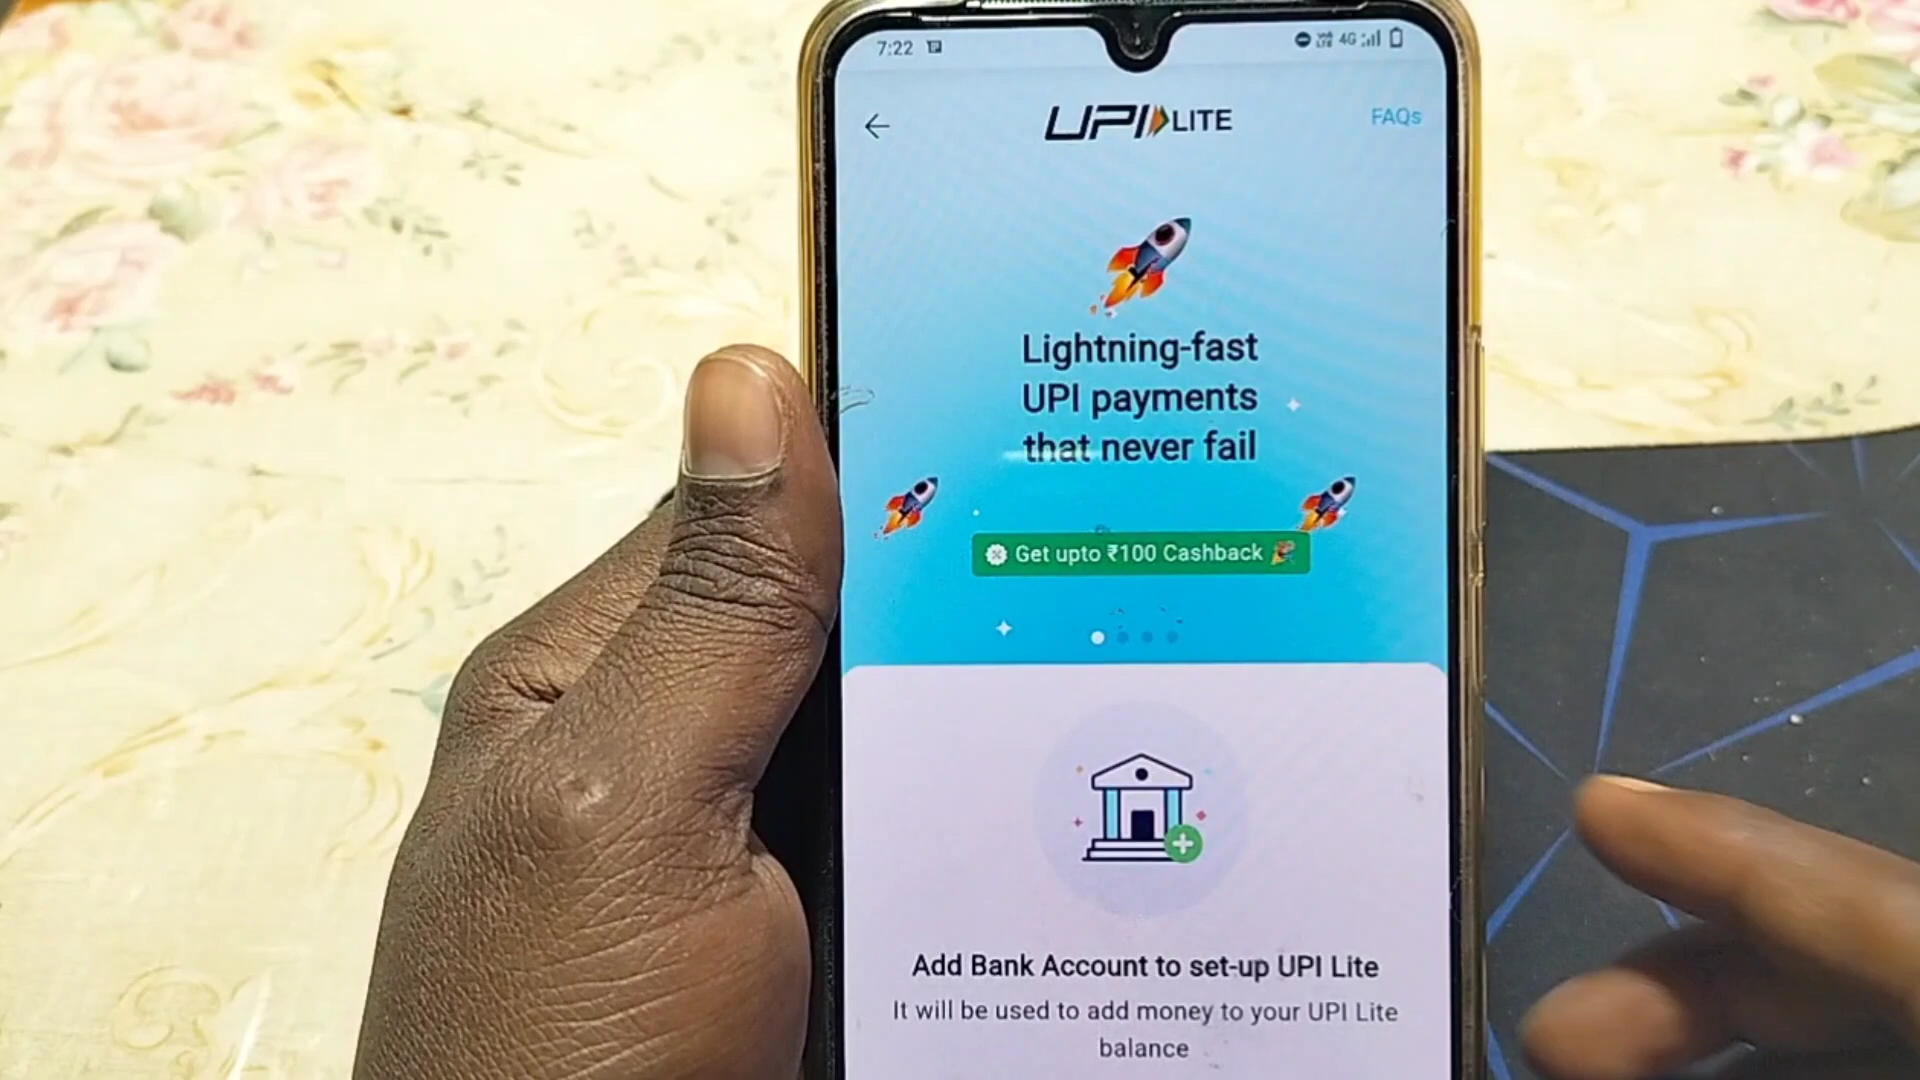 7:22
4G
UPI LITE
FAQs
Lightning-fast
UPI payments
that never fail
Get upto ₹100 Cashback
Add Bank Account to set-up UPI Lite
It will be used to add money to your UPI Lite
balance